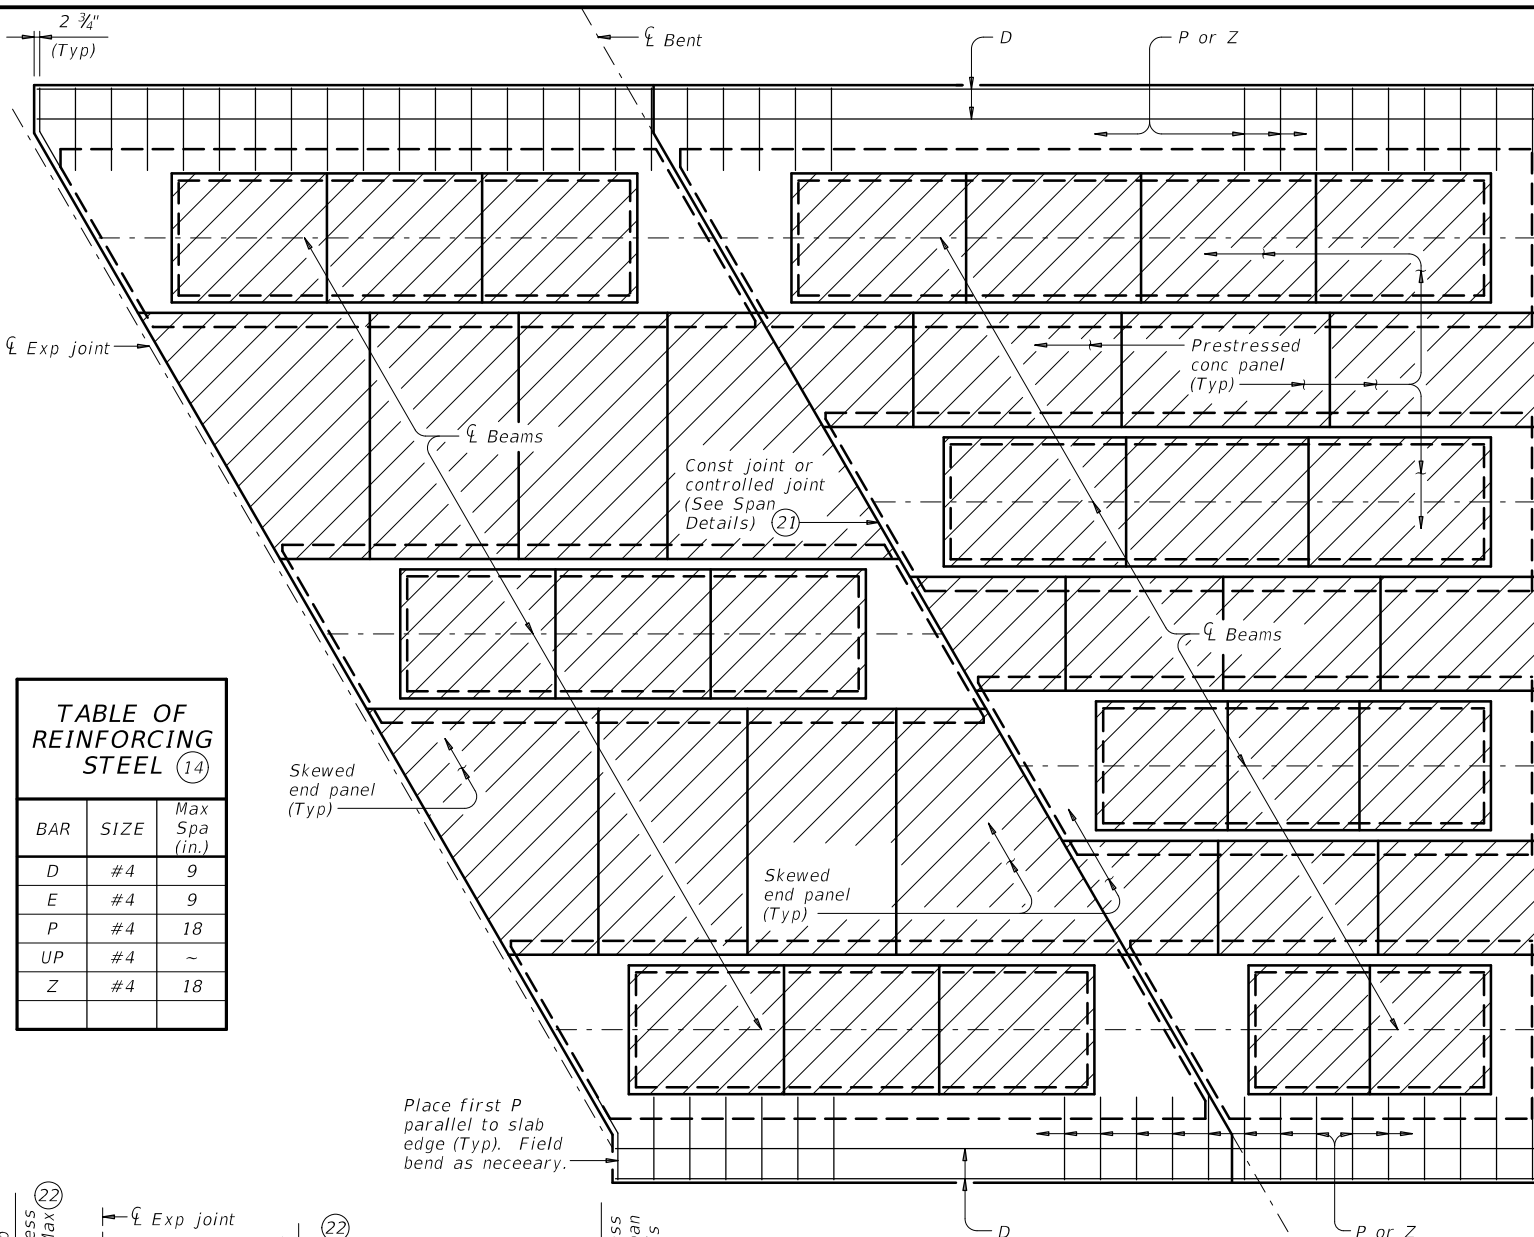 2 ¾"
(Typ)
℄ Bent
D
P or Z
℄ Exp joint
Prestressed
conc panel
(Typ)
℄ Beams
Const joint or
controlled joint
(See Span
Details) 21
℄ Beams
TABLE OF
REINFORCING
STEEL 14
BAR SIZE Max Spa (in.)
D #4 9
E #4 9
P #4 18
UP #4 ~
Z #4 18
Skewed
end panel
(Typ)
Skewed
end panel
(Typ)
Place first P
parallel to slab
edge (Typ). Field
bend as neceeary.
22
Max
℄ Exp joint
22
D
P or Z